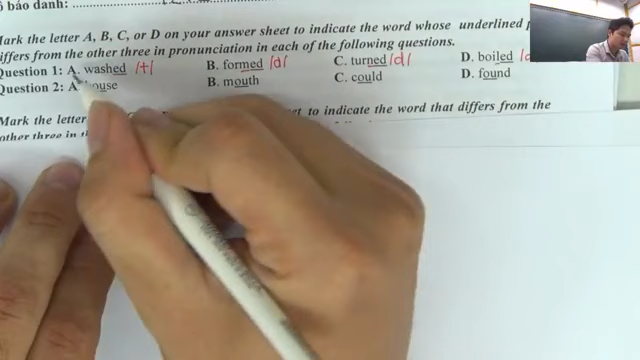 ố báo danh:
Mark the letter A, B, C, or D on your answer sheet to indicate the word whose underlined p
differs from the other three in pronunciation in each of the following questions.
Question 1: A. washed /t/ B. formed /d/ C. turned /d/ D. boiled /d
Question 2: A. house B. mouth C. could D. found
Mark the lett et to indicate the word that differs from the
other three in